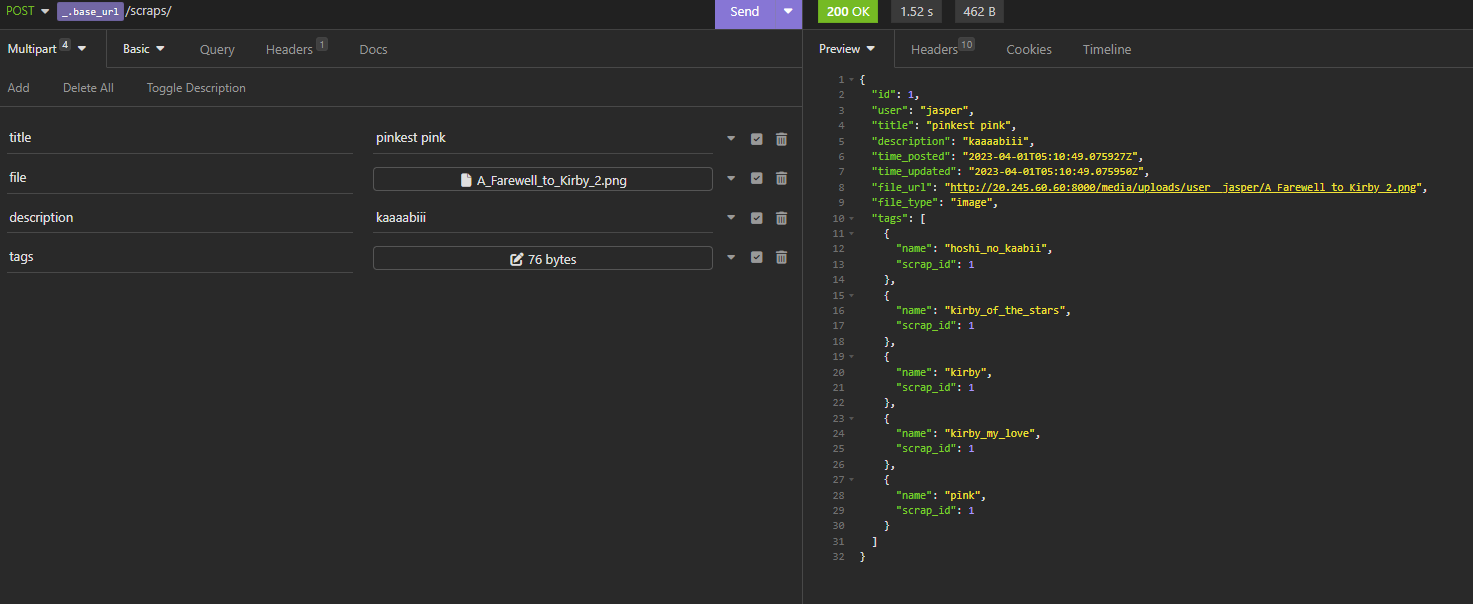 POST _.base_url /scraps/ Send 200 OK 1.52 s 462 B
Multipart 4 Basic Query Headers 1 Docs
Preview Headers 10 Cookies Timeline
Add Delete All Toggle Description
title pinkest pink
file A_Farewell_to_Kirby_2.png
description kaaaabiii
tags 76 bytes
1 {
2 "id": 1,
3 "user": "jasper",
4 "title": "pinkest pink",
5 "description": "kaaaabiii",
6 "time_posted": "2023-04-01T05:10:49.075927Z",
7 "time_updated": "2023-04-01T05:10:49.075950Z",
8 "file_url": "http://20.245.60.60:8000/media/uploads/user__jasper/A_Farewell_to_Kirby_2.png",
9 "file_type": "image",
10 "tags": [
11 {
12 "name": "hoshi_no_kaabii",
13 "scrap_id": 1
14 },
15 {
16 "name": "kirby_of_the_stars",
17 "scrap_id": 1
18 },
19 {
20 "name": "kirby",
21 "scrap_id": 1
22 },
23 {
24 "name": "kirby_my_love",
25 "scrap_id": 1
26 },
27 {
28 "name": "pink",
29 "scrap_id": 1
30 }
31 ]
32 }